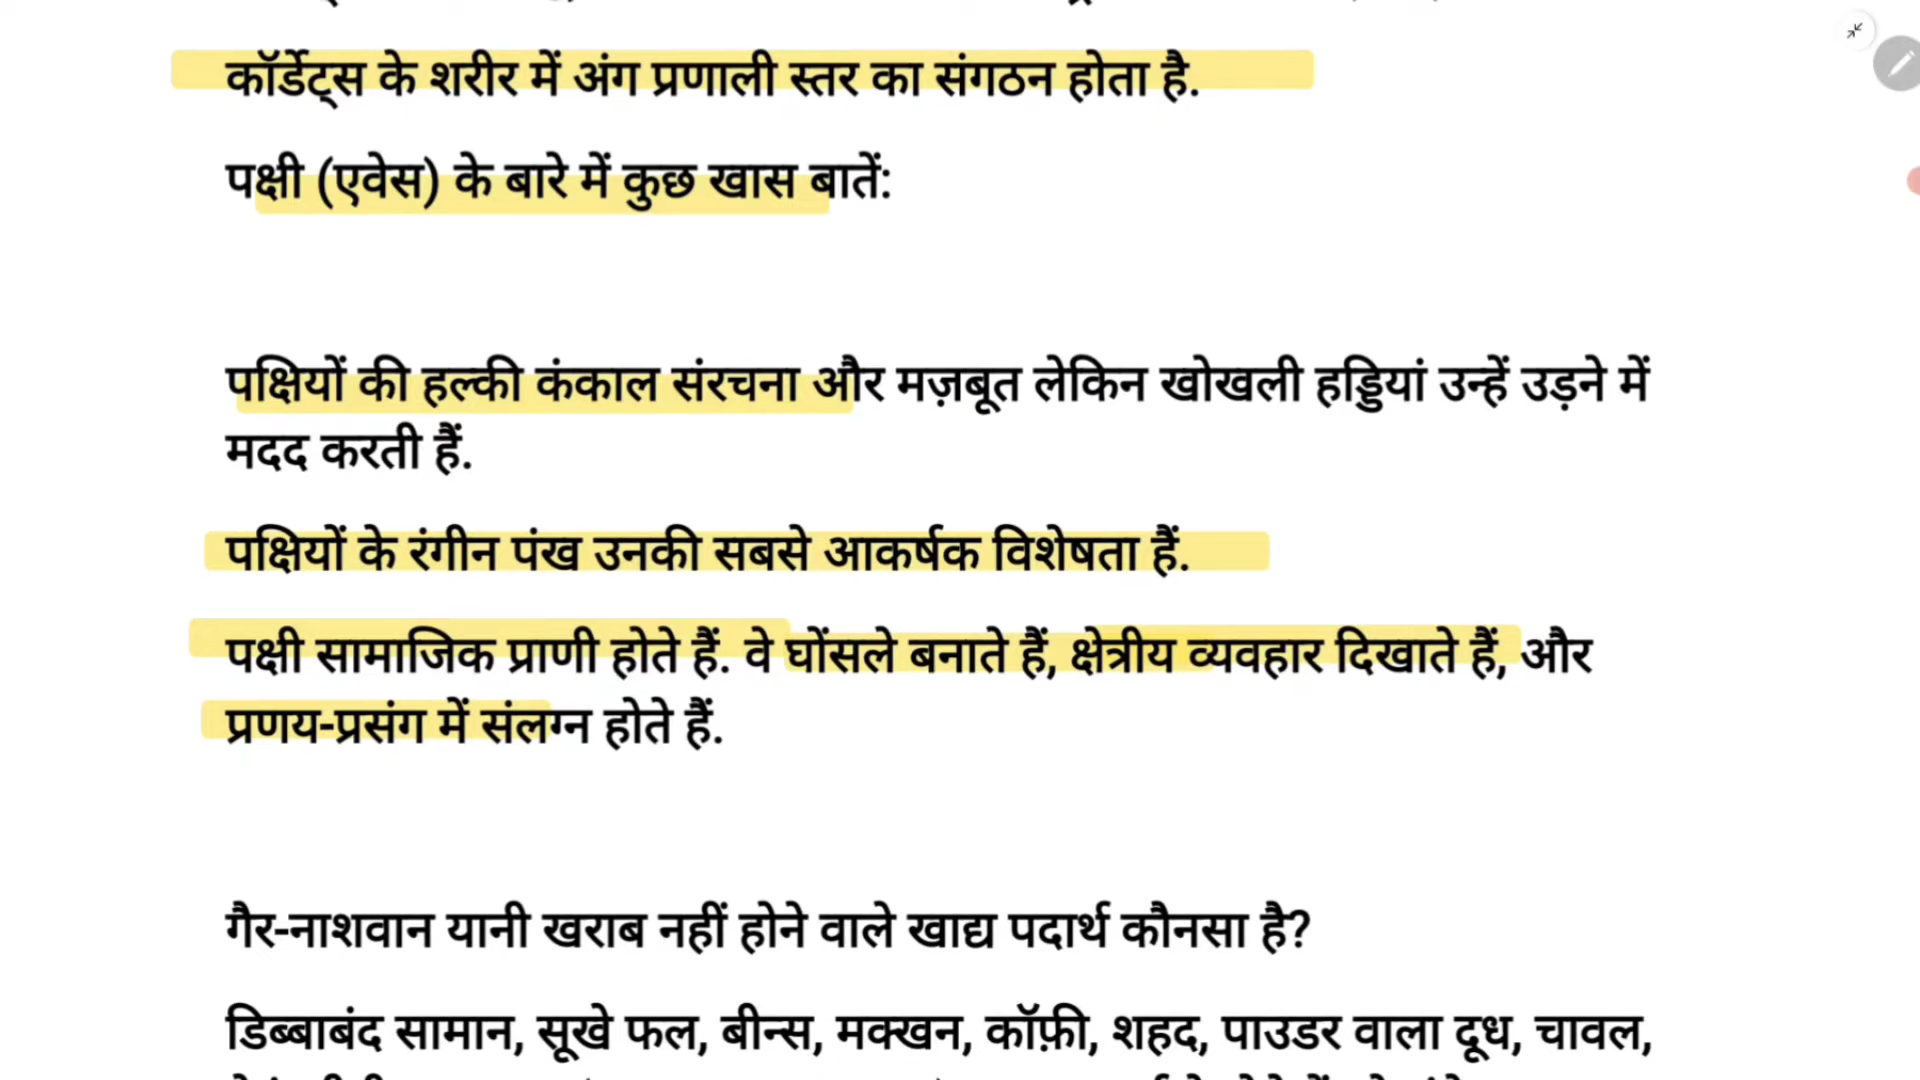 कॉर्डेट्स के शरीर में अंग प्रणाली स्तर का संगठन होता है.
पक्षी (एवेस) के बारे में कुछ खास बातें:
पक्षियों की हल्की कंकाल संरचना और मज़बूत लेकिन खोखली हड्डियां उन्हें उड़ने में
मदद करती हैं.
पक्षियों के रंगीन पंख उनकी सबसे आकर्षक विशेषता हैं.
पक्षी सामाजिक प्राणी होते हैं. वे घोंसले बनाते हैं, क्षेत्रीय व्यवहार दिखाते हैं, और
प्रणय-प्रसंग में संलग्न होते हैं.
गैर-नाशवान यानी खराब नहीं होने वाले खाद्य पदार्थ कौनसा है?
डिब्बाबंद सामान, सूखे फल, बीन्स, मक्खन, कॉफ़ी, शहद, पाउडर वाला दूध, चावल,